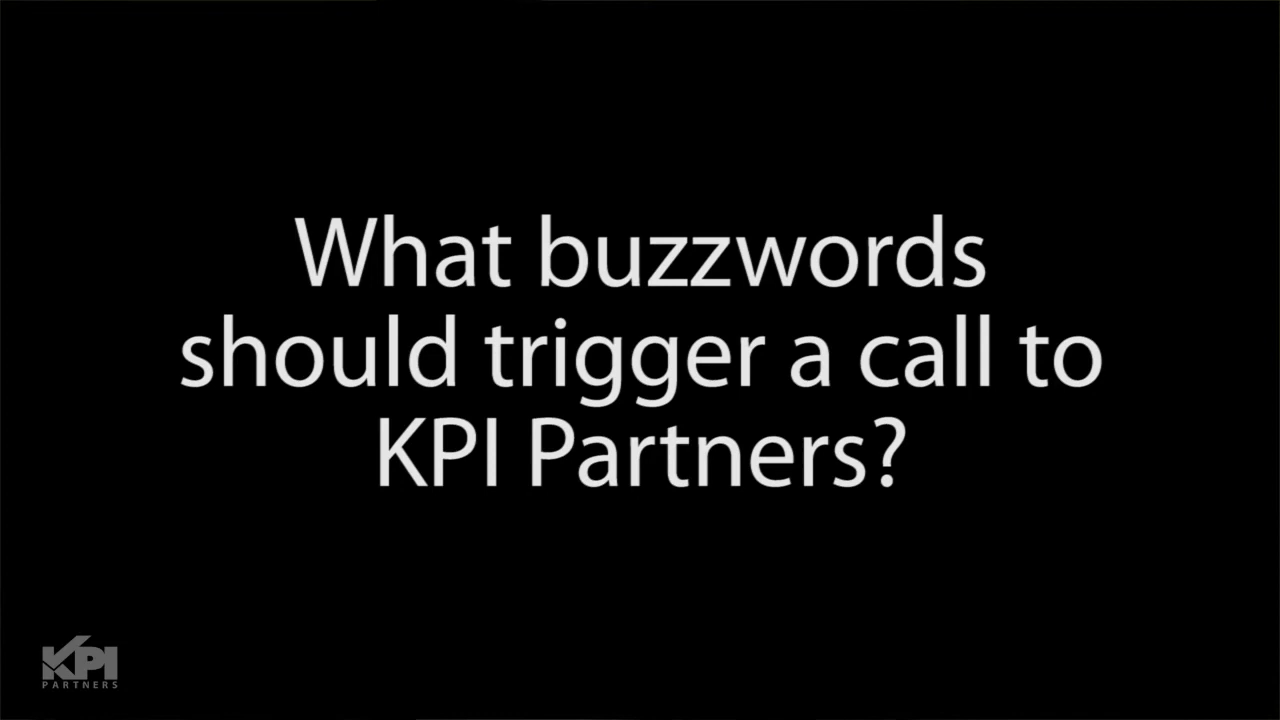 What buzzwords
should trigger a call to
KPI Partners?
KPI
PARTNERS